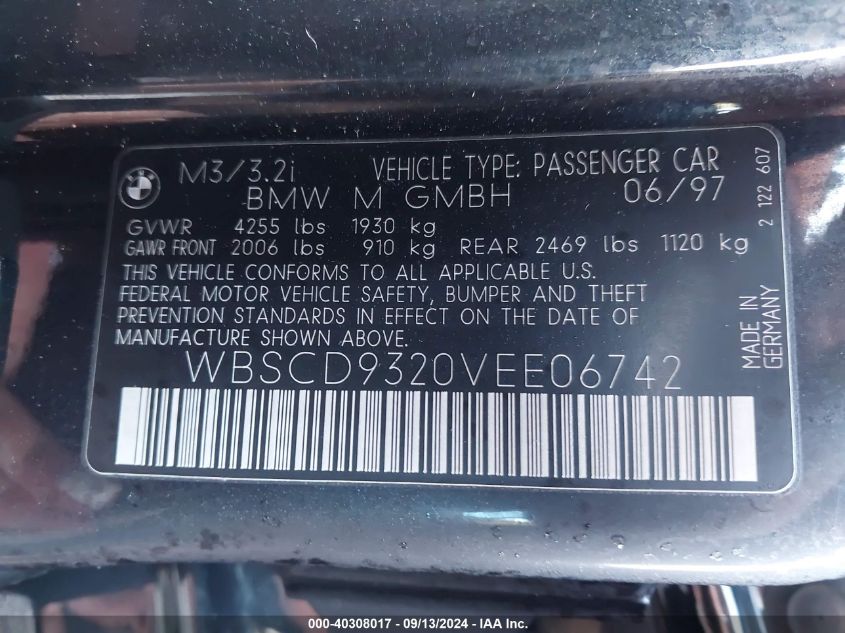 BMW
M3/3.2i VEHICLE TYPE: PASSENGER CAR
BMW M GMBH 06/97
GVWR 4255 lbs 1930 kg
GAWR FRONT 2006 lbs 910 kg REAR 2469 lbs 1120 kg
THIS VEHICLE CONFORMS TO ALL APPLICABLE U.S.
FEDERAL MOTOR VEHICLE SAFETY, BUMPER AND THEFT
PREVENTION STANDARDS IN EFFECT ON THE DATE OF
MANUFACTURE SHOWN ABOVE.
WBSCD9320VEE06742
2 122 607
MADE IN
GERMANY
000-40308017 - 09/13/2024 - IAA Inc.